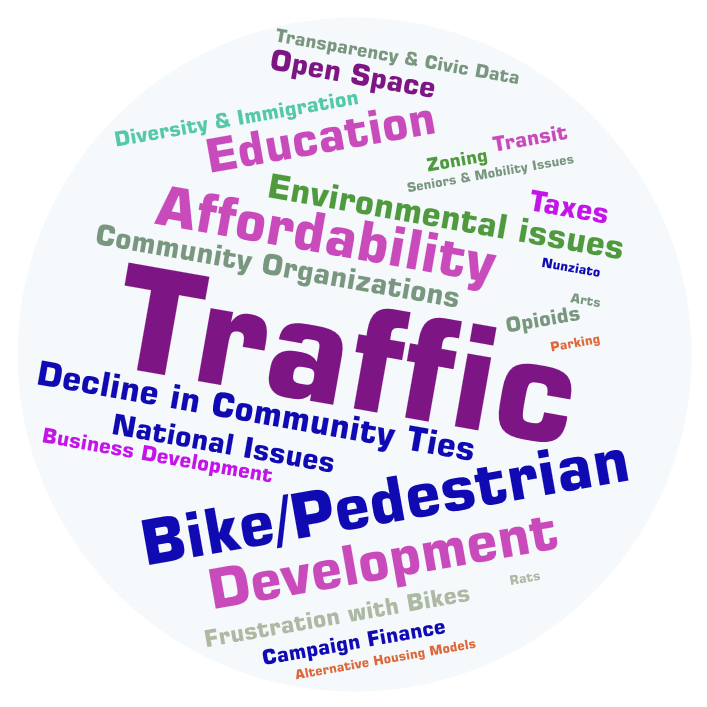 Transparency & Civic Data
Open Space
Diversity & Immigration
Education
Transit
Zoning
Seniors & Mobility Issues
Environmental issues
Taxes
Affordability
Community Organizations
Nunziato
Traffic
Arts
Opioids
Parking
Decline in Community Ties
National Issues
Business Development
Bike/Pedestrian
Development
Rats
Frustration with Bikes
Campaign Finance
Alternative Housing Models